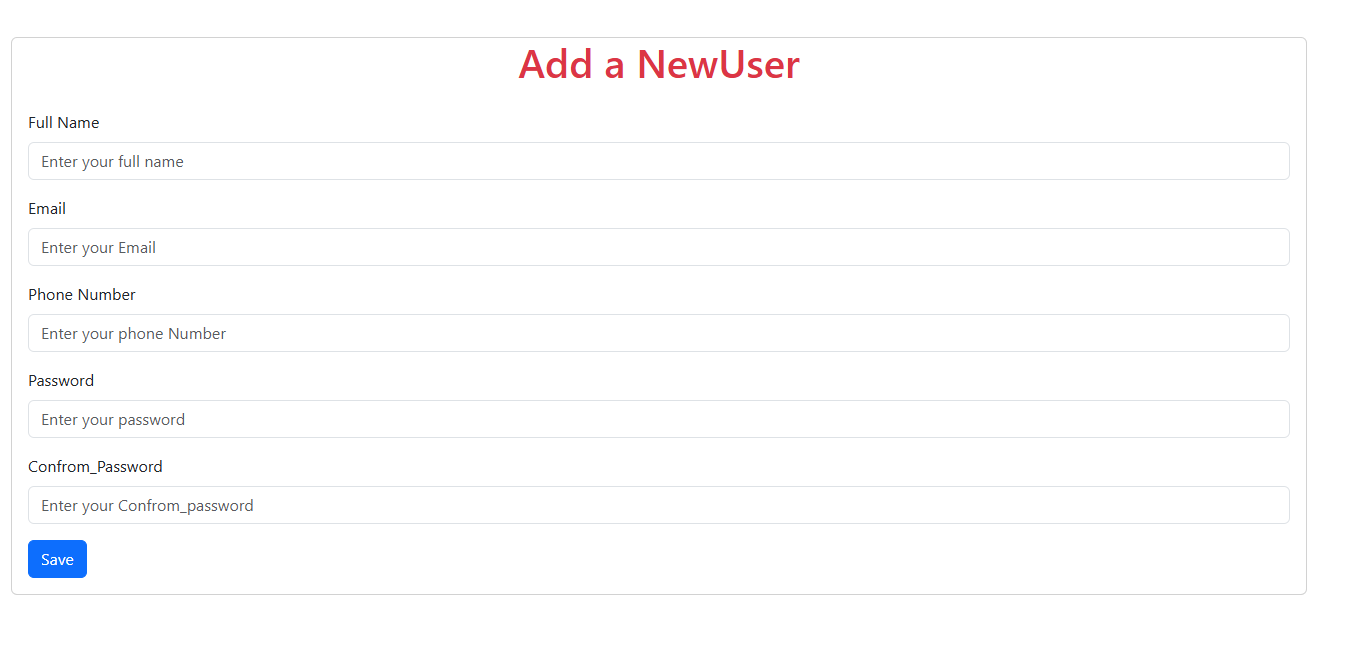 Add a NewUser
Full Name
Enter your full name
Email
Enter your Email
Phone Number
Enter your phone Number
Password
Enter your password
Confrom_Password
Enter your Confrom_password
Save